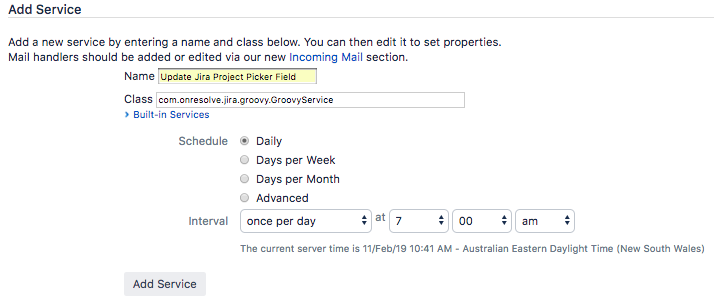 Add Service
Add a new service by entering a name and class below. You can then edit it to set properties.
Mail handlers should be added or edited via our new Incoming Mail section.
Name Update Jira Project Picker Field
Class com.onresolve.jira.groovy.GroovyService
› Built-in Services
Schedule Daily
Days per Week
Days per Month
Advanced
Interval once per day at 7 00 am
The current server time is 11/Feb/19 10:41 AM - Australian Eastern Daylight Time (New South Wales)
Add Service